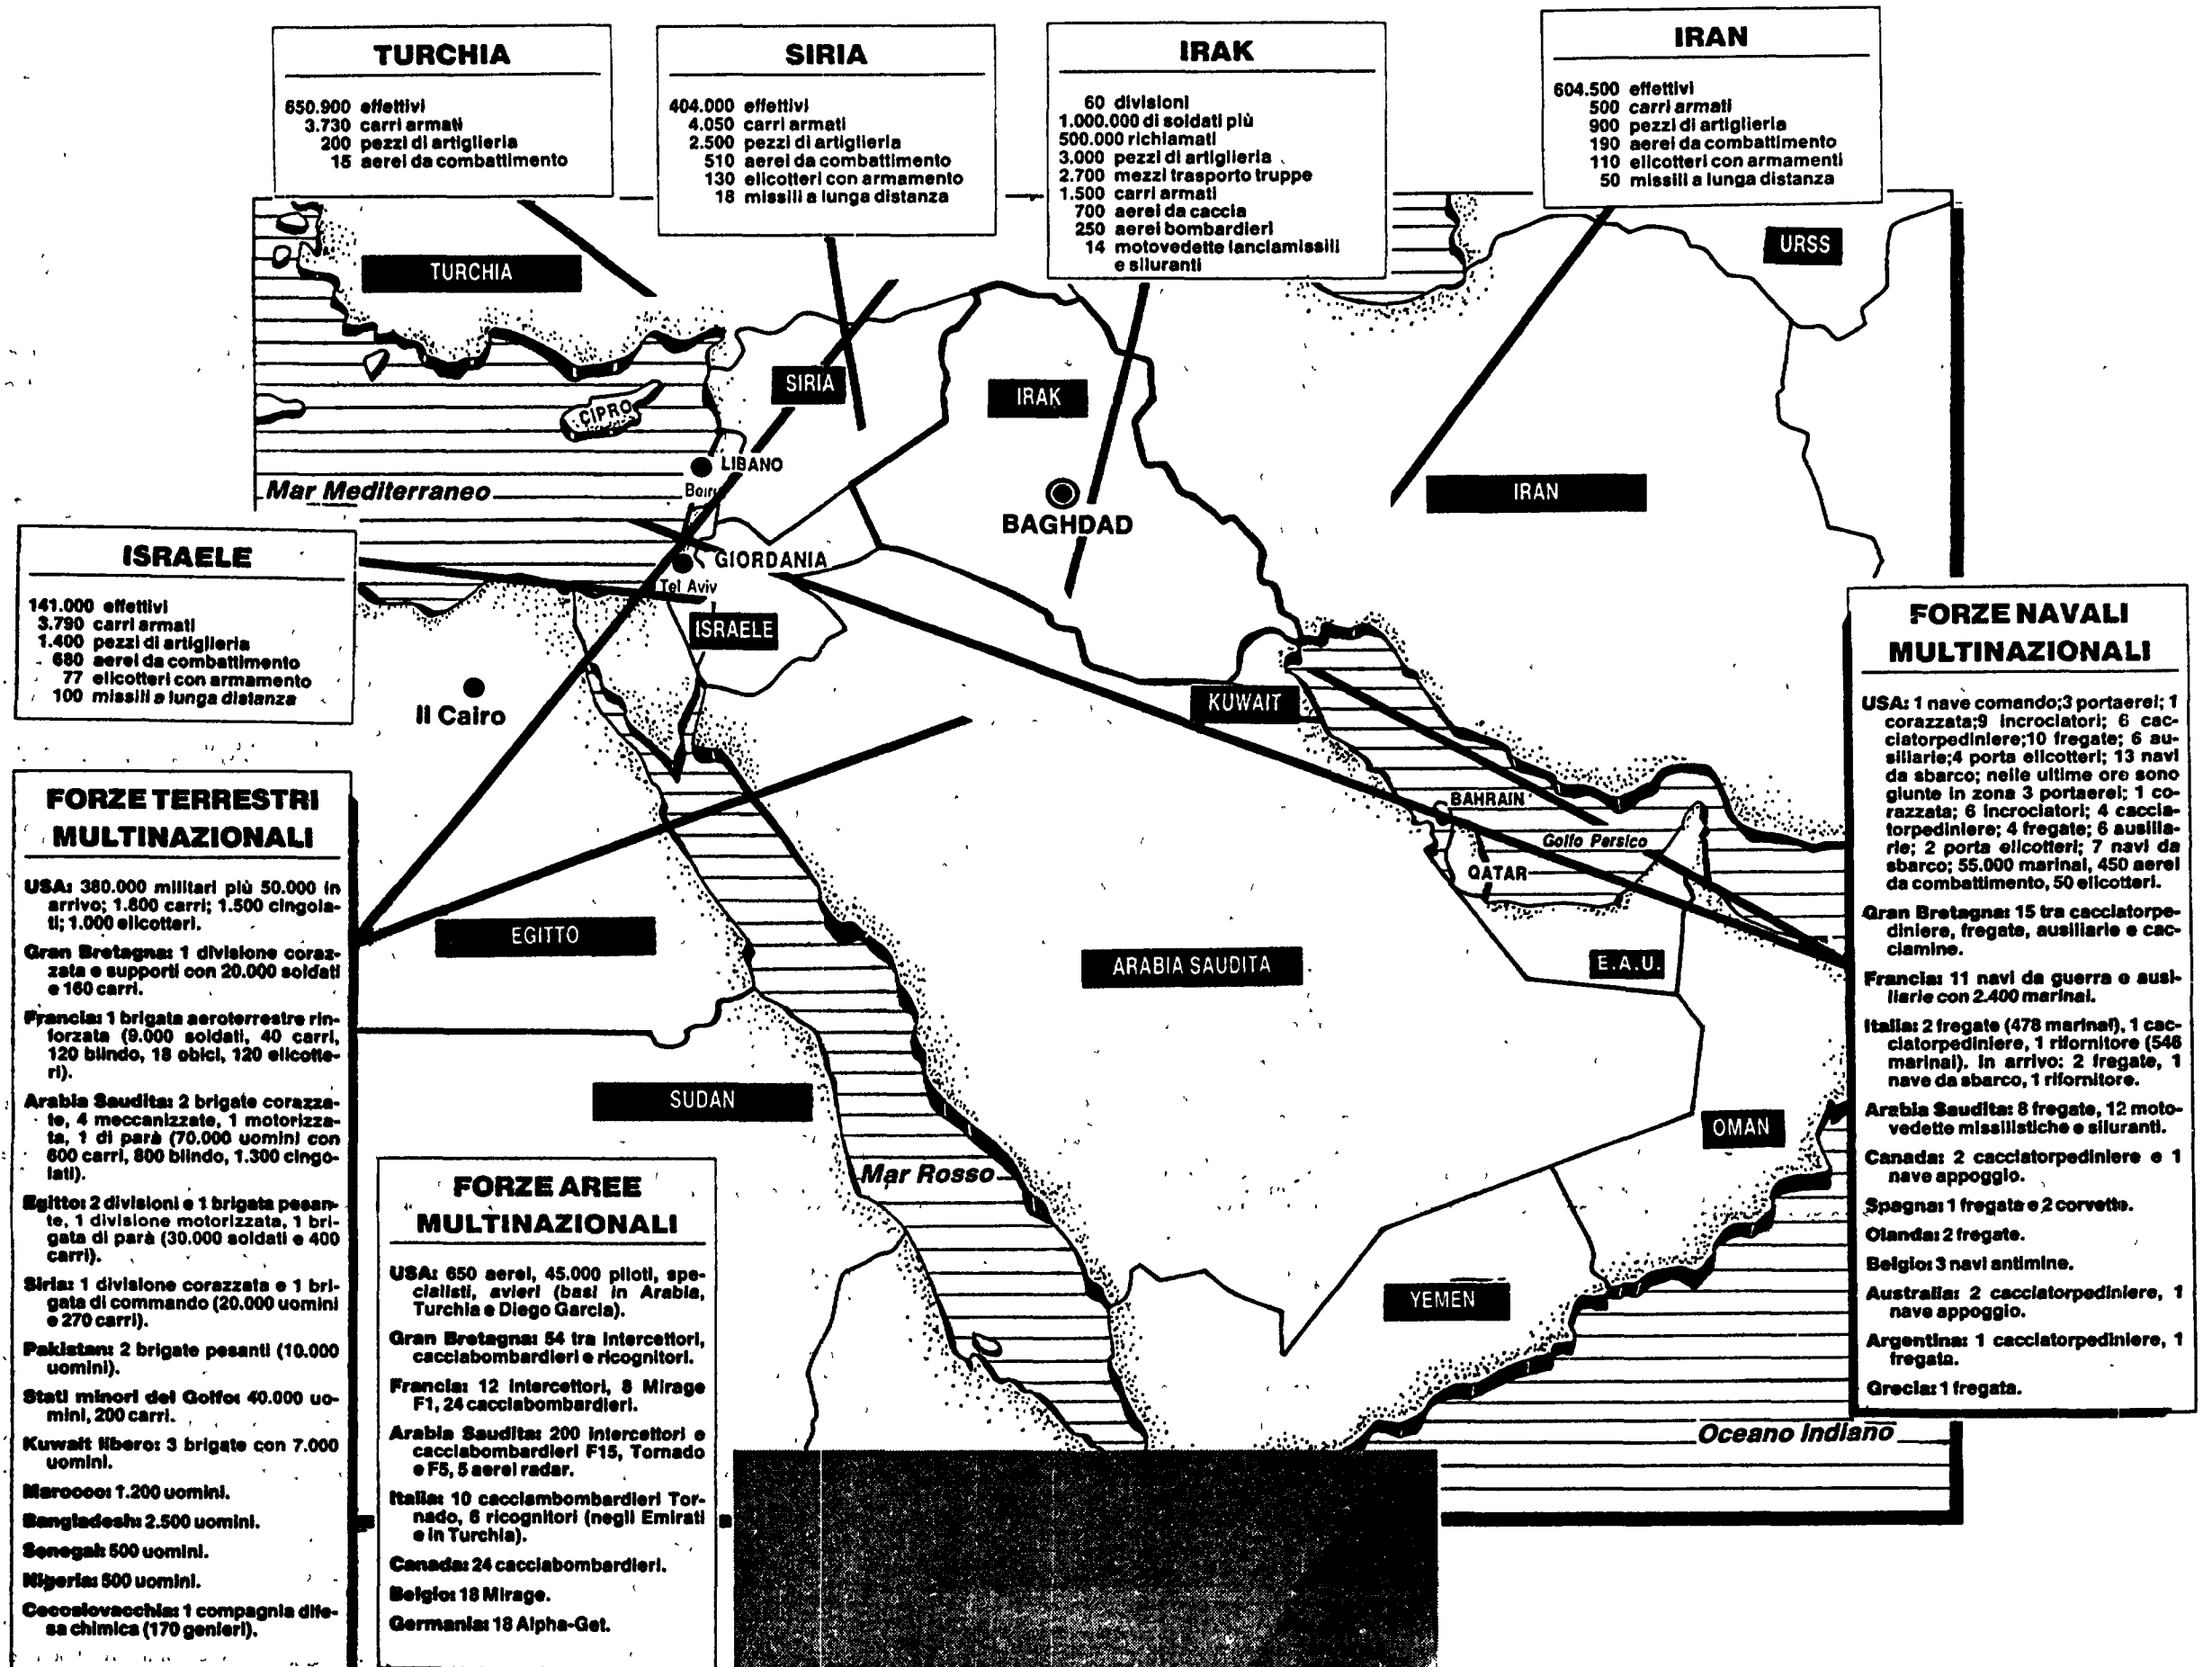 TURCHIA
650.900 effettivi
3.730 carri armati
200 pezzi di artiglieria
15 aerei da combattimento
SIRIA
404.000 effettivi
4.050 carri armati
2.500 pezzi di artiglieria
510 aerei da combattimento
130 elicotteri con armamento
18 missili a lunga distanza
IRAK
60 divisioni
1.000.000 di soldati più
500.000 richiamati
3.000 pezzi di artiglieria
2.700 mezzi trasporto truppe
1.500 carri armati
700 aerei da caccia
250 aerei bombardieri
14 motovedette lanciamissili
e siluranti
IRAN
604.500 effettivi
500 carri armati
900 pezzi di artiglieria
190 aerei da combattimento
110 elicotteri con armamenti
50 missili a lunga distanza
TURCHIA
URSS
SIRIA
IRAK
CIPRO
LIBANO
Mar Mediterraneo
IRAN
BAGHDAD
GIORDANIA
Tel Aviv
ISRAELE
KUWAIT
Il Cairo
BAHRAIN
Golfo Persico
QATAR
EGITTO
ARABIA SAUDITA
E.A.U.
SUDAN
OMAN
Mar Rosso
YEMEN
Oceano Indiano
ISRAELE
141.000 effettivi
3.790 carri armati
1.400 pezzi di artiglieria
680 aerei da combattimento
77 elicotteri con armamento
100 missili a lunga distanza
FORZE TERRESTRI
MULTINAZIONALI
USA: 380.000 militari più 50.000 in
arrivo; 1.800 carri; 1.500 cingola-
ti; 1.000 elicotteri.
Gran Bretagna: 1 divisione coraz-
zata e supporti con 20.000 soldati
e 160 carri.
Francia: 1 brigata aeroterrestre rin-
forzata (9.000 soldati, 40 carri,
120 blindo, 18 obici, 120 elicotte-
ri).
Arabia Saudita: 2 brigate corazza-
te, 4 meccanizzate, 1 motorizza-
ta, 1 di parà (70.000 uomini con
600 carri, 800 blindo, 1.300 cingo-
lati).
Egitto: 2 divisioni e 1 brigata pesan-
te, 1 divisione motorizzata, 1 bri-
gata di parà (30.000 soldati e 400
carri).
Siria: 1 divisione corazzata e 1 bri-
gata di commando (20.000 uomini
e 270 carri).
Pakistan: 2 brigate pesanti (10.000
uomini).
Stati minori del Golfo: 40.000 uo-
mini, 200 carri.
Kuwait libero: 3 brigate con 7.000
uomini.
Marocco: 1.200 uomini.
Bangladesh: 2.500 uomini.
Senegal: 500 uomini.
Nigeria: 500 uomini.
Cecoslovacchia: 1 compagnia dife-
sa chimica (170 genieri).
FORZE AREE
MULTINAZIONALI
USA: 650 aerei, 45.000 piloti, spe-
cialisti, avieri (basi in Arabia,
Turchia e Diego Garcia).
Gran Bretagna: 54 tra intercettori,
cacciabombardieri e ricognitori.
Francia: 12 intercettori, 8 Mirage
F1, 24 cacciabombardieri.
Arabia Saudita: 200 intercettori e
cacciabombardieri F15, Tornado
e F5, 5 aerei radar.
Italia: 10 cacciambombardieri Tor-
nado, 6 ricognitori (negli Emirati
e in Turchia).
Canada: 24 cacciabombardieri.
Belgio: 18 Mirage.
Germania: 18 Alpha-Get.
FORZE NAVALI
MULTINAZIONALI
USA: 1 nave comando;3 portaerei; 1
corazzata;9 incrociatori; 6 cac-
ciatorpediniere;10 fregate; 6 au-
siliarie;4 porta elicotteri; 13 navi
da sbarco; nelle ultime ore sono
giunte in zona 3 portaerei; 1 co-
razzata; 6 incrociatori; 4 caccia-
torpediniere; 4 fregate; 6 ausilia-
rie; 2 porta elicotteri; 7 navi da
sbarco; 55.000 marinai, 450 aerei
da combattimento, 50 elicotteri.
Gran Bretagna: 15 tra cacciatorpe-
diniere, fregate, ausiliarie e cac-
ciamine.
Francia: 11 navi da guerra e ausi-
liarie con 2.400 marinai.
Italia: 2 fregate (478 marinai), 1 cac-
ciatorpediniere, 1 rifornitore (546
marinai). In arrivo: 2 fregate, 1
nave da sbarco, 1 rifornitore.
Arabia Saudita: 8 fregate, 12 moto-
vedette missilistiche e siluranti.
Canada: 2 cacciatorpediniere e 1
nave appoggio.
Spagna: 1 fregata e 2 corvette.
Olanda: 2 fregate.
Belgio: 3 navi antimine.
Australia: 2 cacciatorpediniere, 1
nave appoggio.
Argentina: 1 cacciatorpediniere, 1
fregata.
Grecia: 1 fregata.